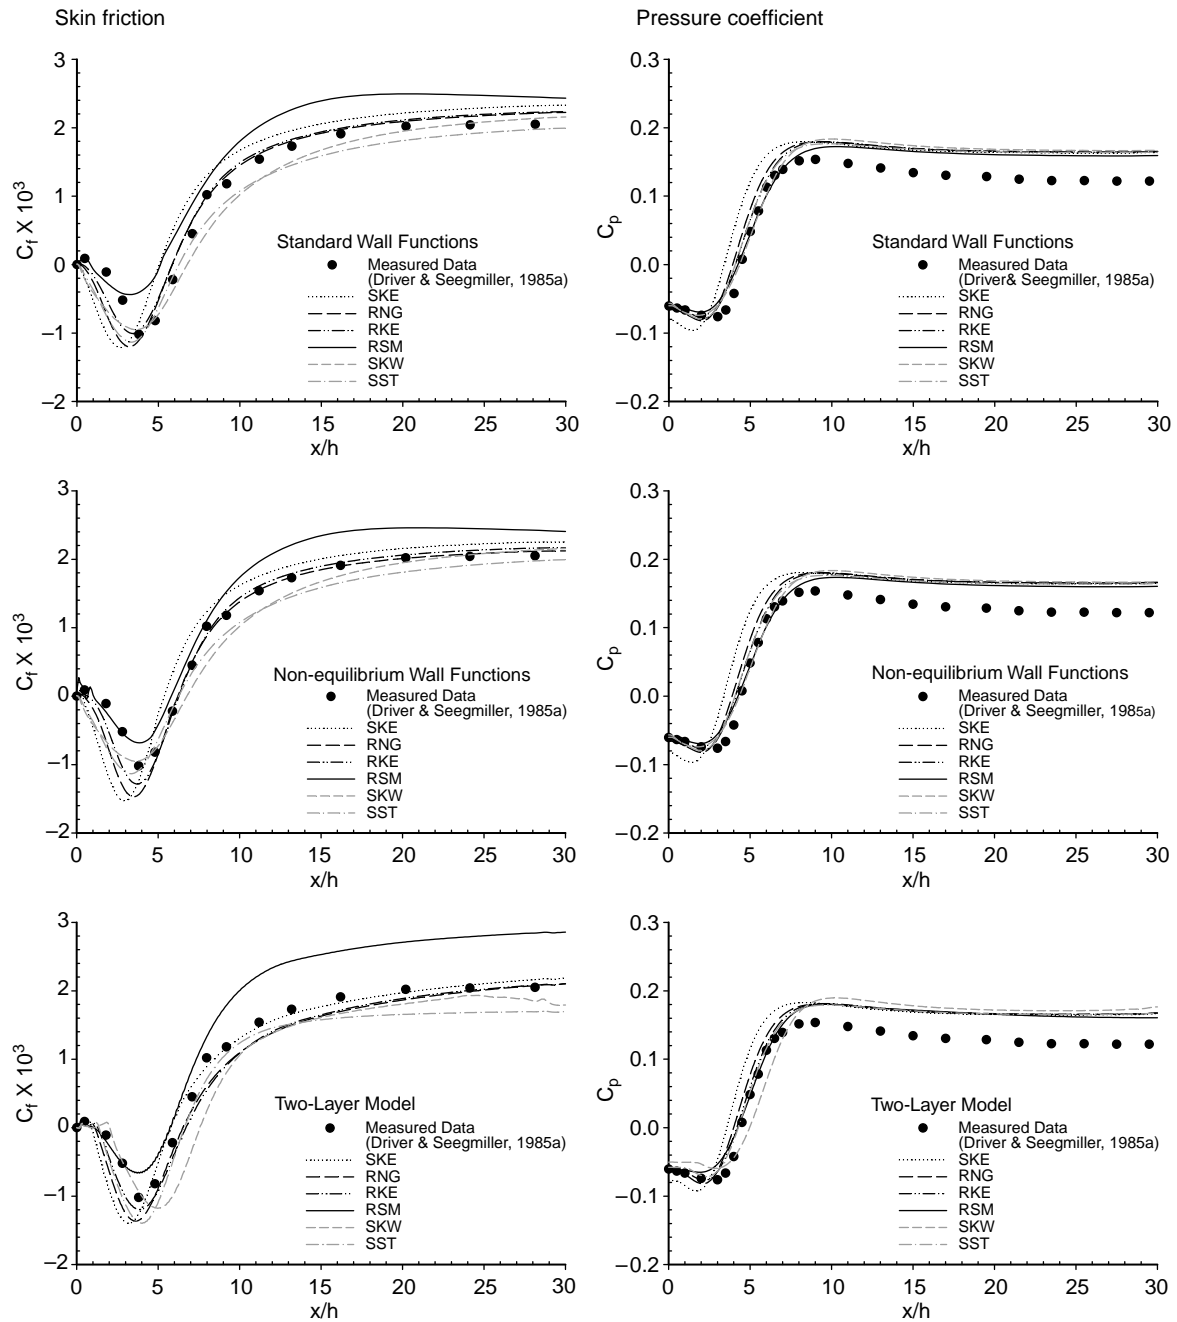 Skin friction
Pressure coefficient
3
2
1
0
–1
–2
C_f X 10^3
0 5 10 15 20 25 30
x/h
Standard Wall Functions
Measured Data
(Driver & Seegmiller, 1985a)
SKE
RNG
RKE
RSM
SKW
SST
0.3
0.2
0.1
0.0
–0.1
–0.2
C_p
0 5 10 15 20 25 30
x/h
Standard Wall Functions
Measured Data
(Driver& Seegmiller, 1985a)
SKE
RNG
RKE
RSM
SKW
SST
3
2
1
0
–1
–2
C_f X 10^3
0 5 10 15 20 25 30
x/h
Non-equilibrium Wall Functions
Measured Data
(Driver & Seegmiller, 1985a)
SKE
RNG
RKE
RSM
SKW
SST
0.3
0.2
0.1
0.0
–0.1
–0.2
C_p
0 5 10 15 20 25 30
x/h
Non-equilibrium Wall Functions
Measured Data
(Driver & Seegmiller, 1985a)
SKE
RNG
RKE
RSM
SKW
SST
3
2
1
0
–1
–2
C_f X 10^3
0 5 10 15 20 25 30
x/h
Two-Layer Model
Measured Data
(Driver & Seegmiller, 1985a)
SKE
RNG
RKE
RSM
SKW
SST
0.3
0.2
0.1
0.0
–0.1
–0.2
C_p
0 5 10 15 20 25 30
x/h
Two-Layer Model
Measured Data
(Driver & Seegmiller, 1985a)
SKE
RNG
RKE
RSM
SKW
SST